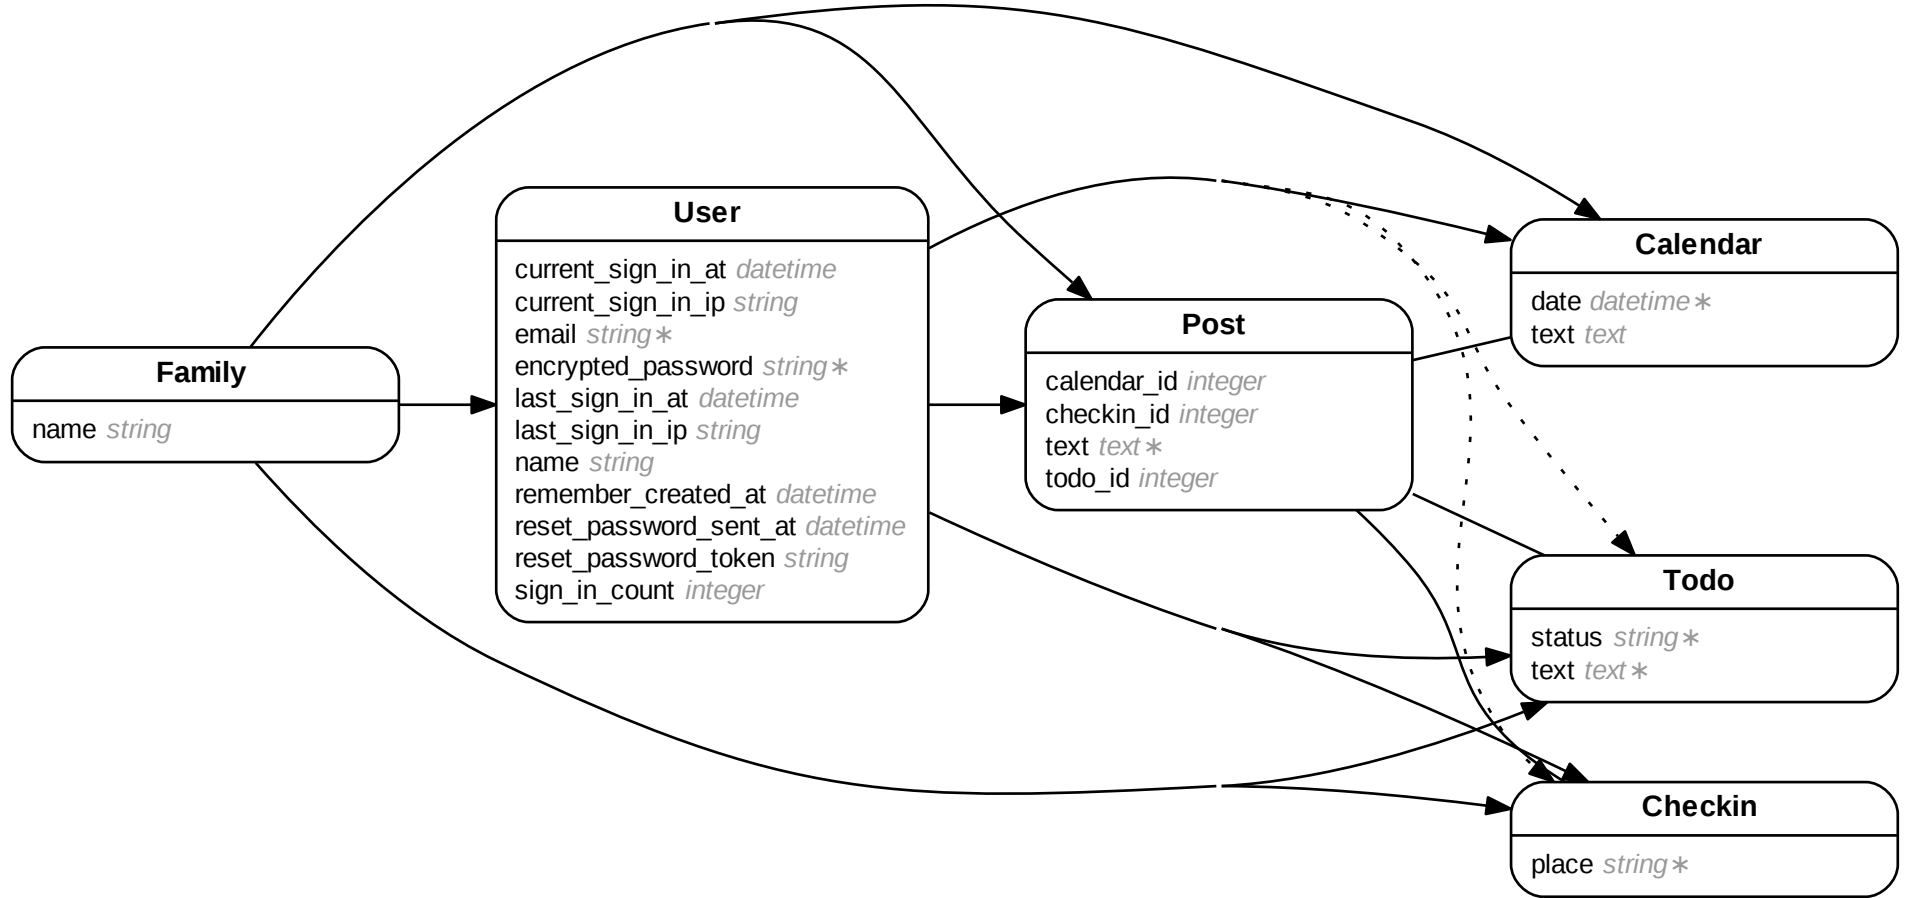 Family
name string
User
current_sign_in_at datetime
current_sign_in_ip string
email string∗
encrypted_password string∗
last_sign_in_at datetime
last_sign_in_ip string
name string
remember_created_at datetime
reset_password_sent_at datetime
reset_password_token string
sign_in_count integer
Post
calendar_id integer
checkin_id integer
text text∗
todo_id integer
Calendar
date datetime∗
text text
Todo
status string∗
text text∗
Checkin
place string∗